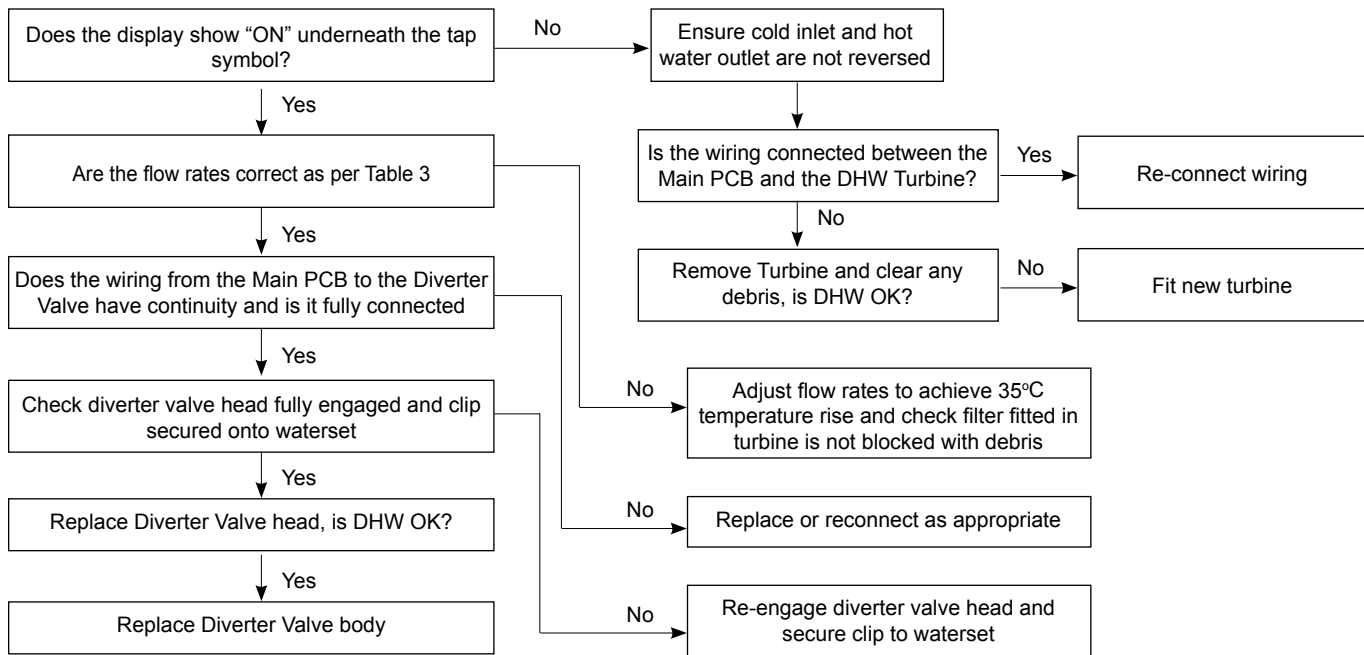 Does the display show “ON” underneath the tap
symbol?
No
Ensure cold inlet and hot
water outlet are not reversed
Yes
Are the flow rates correct as per Table 3
Is the wiring connected between the
Main PCB and the DHW Turbine?
Yes
Re-connect wiring
No
Yes
Does the wiring from the Main PCB to the Diverter
Valve have continuity and is it fully connected
Remove Turbine and clear any
debris, is DHW OK?
No
Fit new turbine
Yes
Check diverter valve head fully engaged and clip
secured onto waterset
No
Adjust flow rates to achieve 35°C
temperature rise and check filter fitted in
turbine is not blocked with debris
Yes
Replace Diverter Valve head, is DHW OK?
No
Replace or reconnect as appropriate
Yes
Replace Diverter Valve body
No
Re-engage diverter valve head and
secure clip to waterset